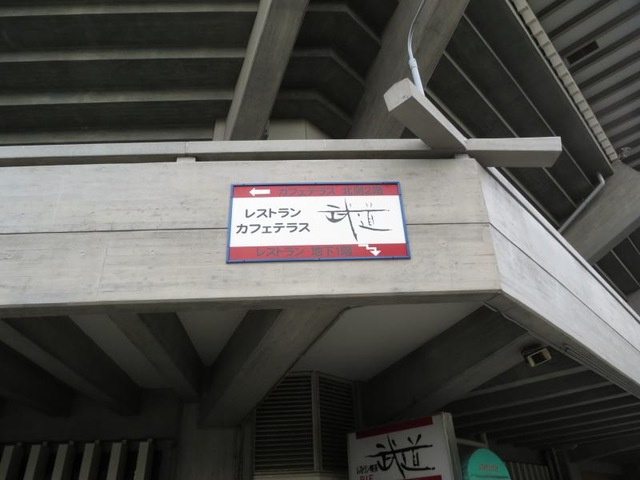 カフェテラス 北側2階
レストラン
カフェテラス
武道
レストラン 地下1階
武道